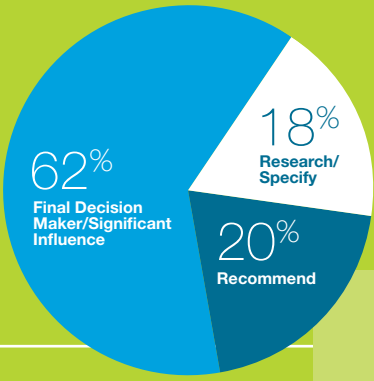 18%
Research/
Specify
62%
Final Decision
Maker/Significant
Influence
20%
Recommend